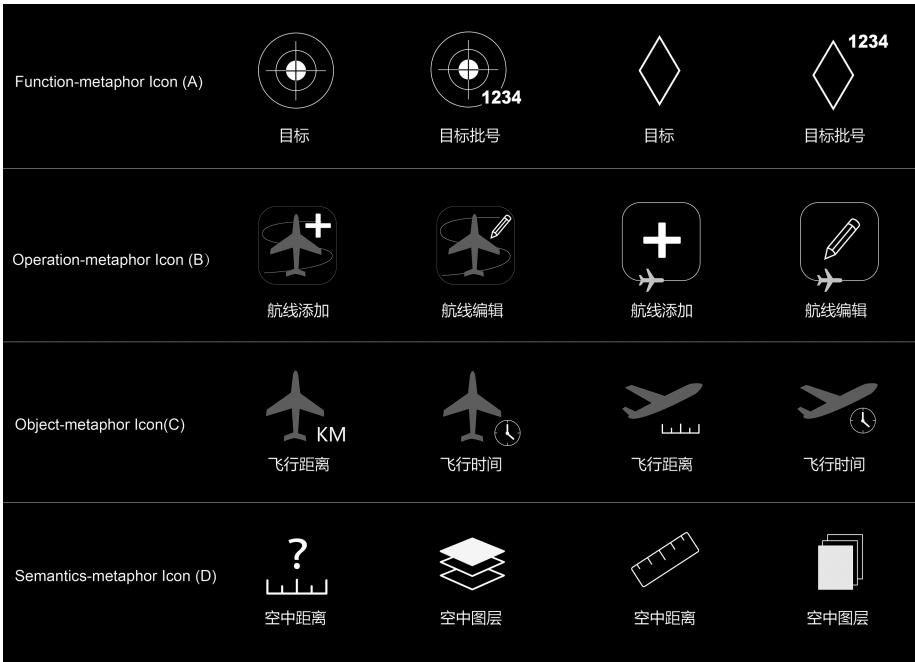 Function-metaphor Icon (A)
1234
1234
目标
目标批号
目标
目标批号
Operation-metaphor Icon (B）
航线添加
航线编辑
航线添加
航线编辑
Object-metaphor Icon(C)
KM
飞行距离
飞行时间
飞行距离
飞行时间
Semantics-metaphor Icon (D)
?
空中距离
空中图层
空中距离
空中图层